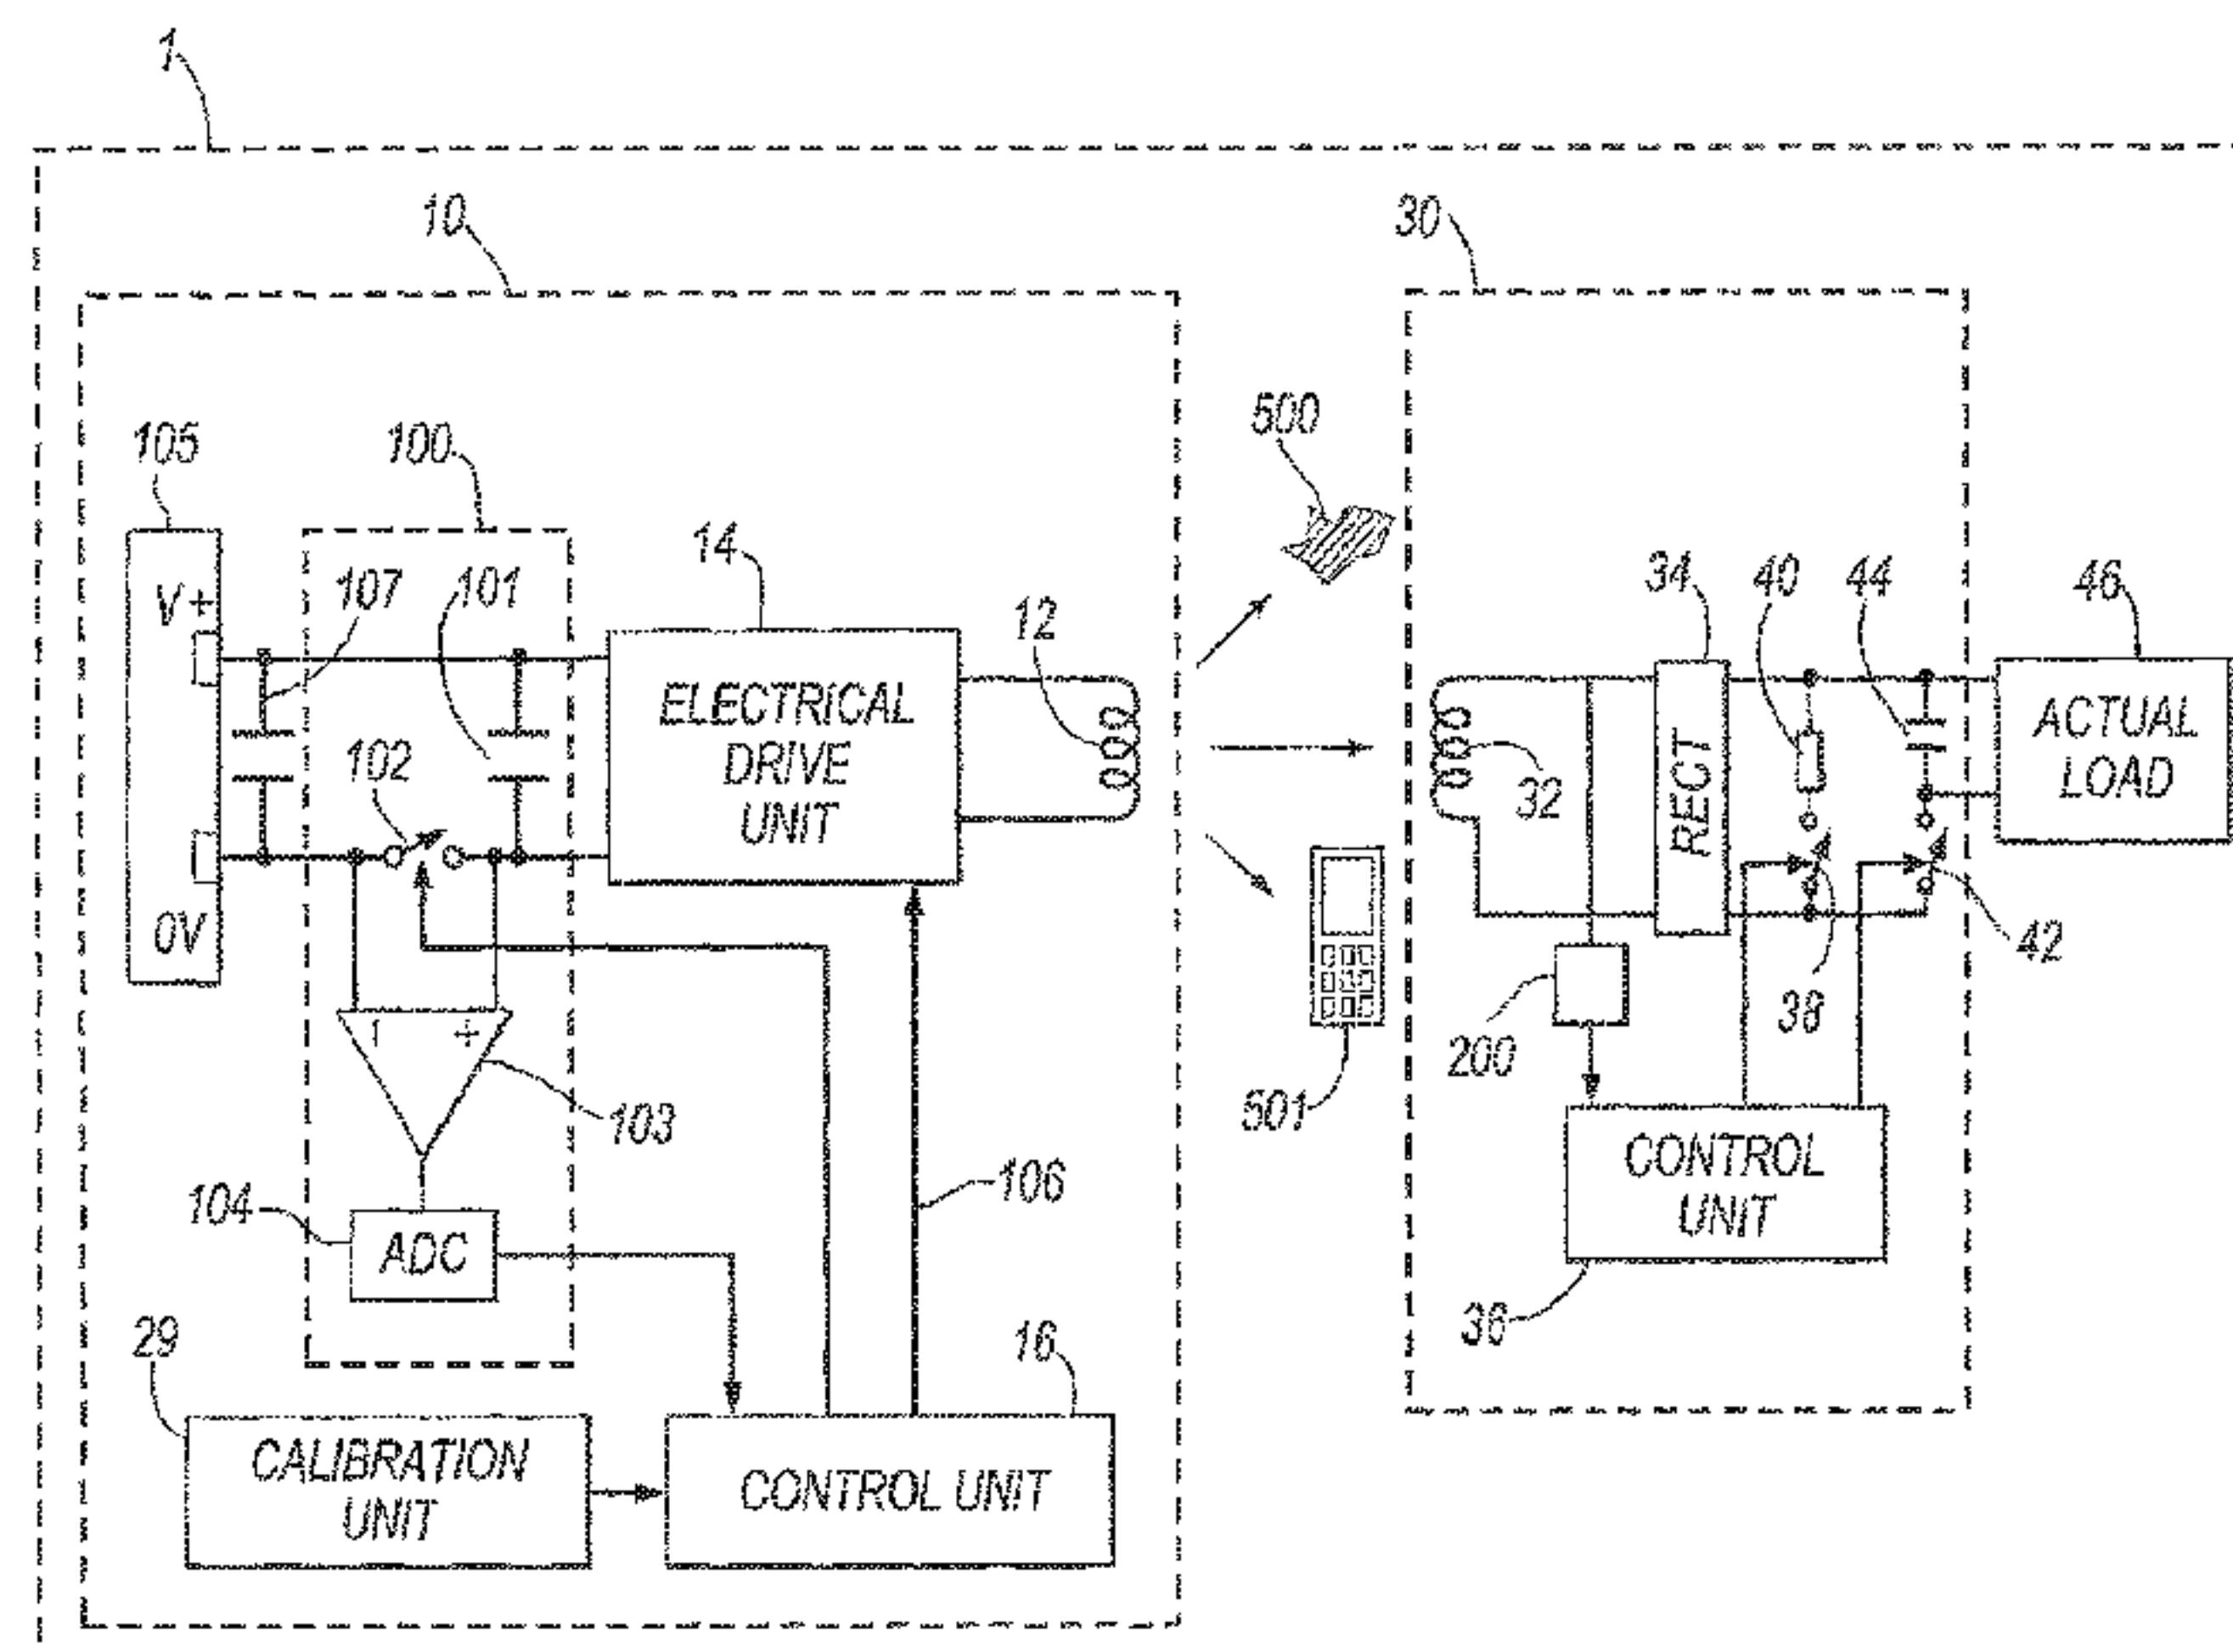 1
10
30
500
105
100
14
12
34
40
44
46
107
101
V+
ELECTRICAL
DRIVE
UNIT
RECT
ACTUAL
LOAD
102
32
0V
42
38
- +
200
103
501
CONTROL
UNIT
104
ADC
106
36
29
16
CALIBRATION
UNIT
CONTROL UNIT